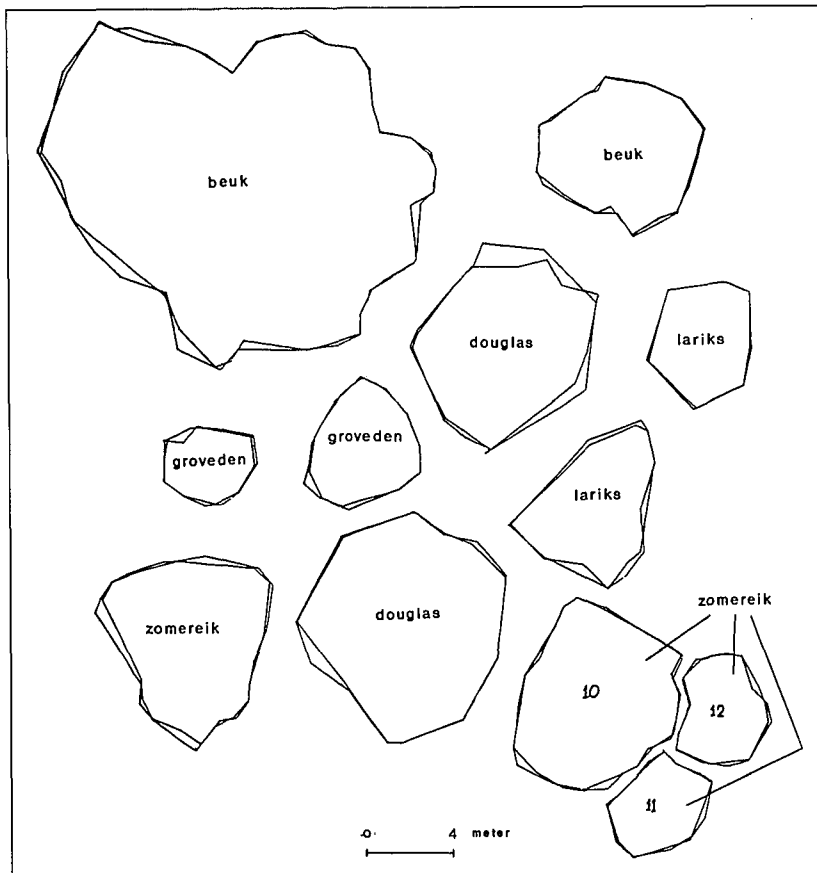 beuk
beuk
douglas
lariks
groveden
groveden
lariks
zomereik
douglas
zomereik
10
12
11
0 4 meter